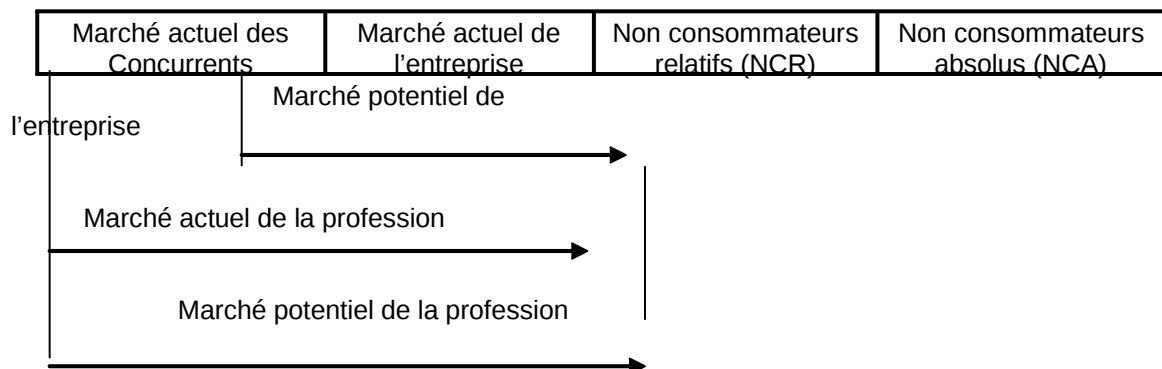 Marché actuel des
Concurrents
Marché actuel de
l’entreprise
Non consommateurs
relatifs (NCR)
Non consommateurs
absolus (NCA)
Marché potentiel de
l’entreprise
Marché actuel de la profession
Marché potentiel de la profession